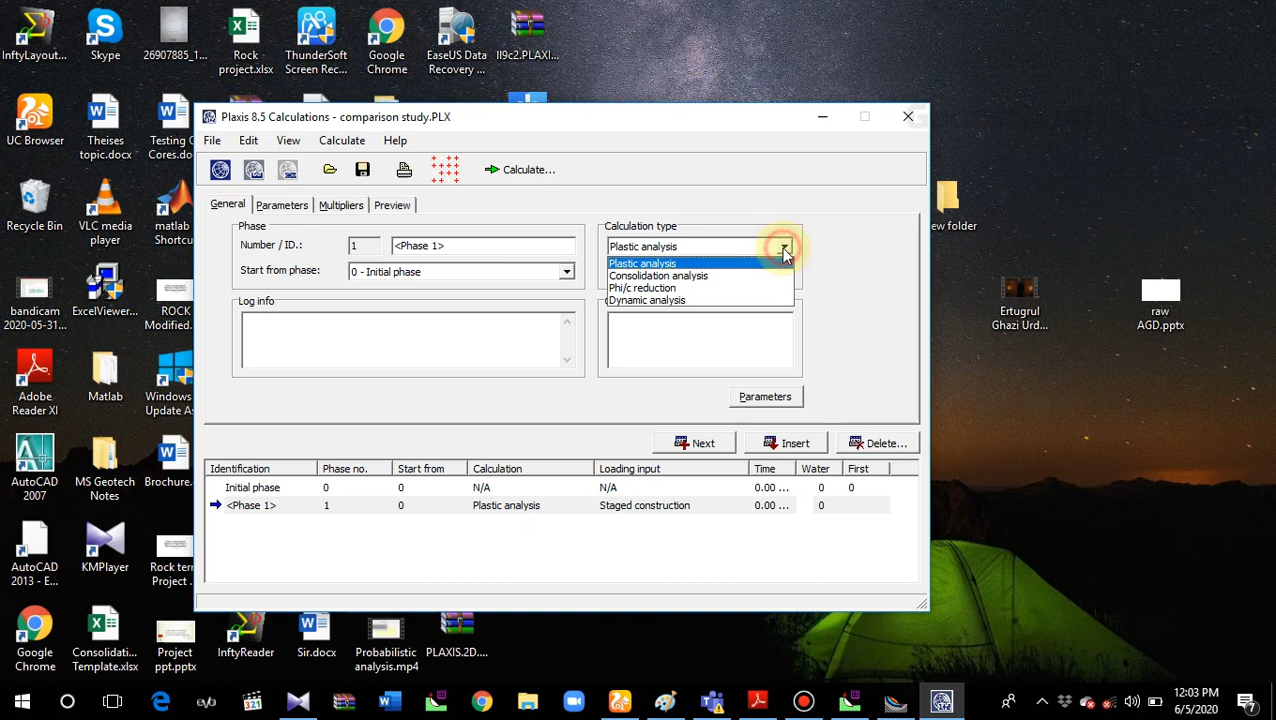 InftyLayout...
Skype
26907885_1...
Rock
project.xlsx
ThunderSoft
Screen Rec...
Google
Chrome
EaseUS Data
Recovery ...
II9c2.PLAXI...
UC Browser
Theises
topic.docx
Testing
Cores.do
Plaxis 8.5 Calculations - comparison study.PLX
File
Edit
View
Calculate
Help
Calculate...
General
Parameters
Multipliers
Preview
Phase
Number / ID.:
1
<Phase 1>
Start from phase:
0 - Initial phase
Calculation type
Plastic analysis
Plastic analysis
Consolidation analysis
Phi/c reduction
Dynamic analysis
Log info
Parameters
Next
Insert
Delete...
Identification
Phase no.
Start from
Calculation
Loading input
Time
Water
First
Initial phase
0
0
N/A
N/A
0.00 ...
0
0
<Phase 1>
1
0
Plastic analysis
Staged construction
0.00 ...
0
Recycle Bin
VLC media
player
matlab
Shortcu
ew folder
bandicam
2020-05-31...
ExcelViewer...
ROCK
Modified.
Ertugrul
Ghazi Urd...
raw
AGD.pptx
Adobe
Reader XI
Matlab
Windows
Update As
AutoCAD
2007
MS Geotech
Notes
Brochure.
AutoCAD
2013 - E...
KMPlayer
Rock terr
Project .
Google
Chrome
Consolidati...
Template.xlsx
Project
ppt.pptx
InftyReader
Sir.docx
Probabilistic
analysis.mp4
PLAXIS.2D....
321
12:03 PM
6/5/2020
7